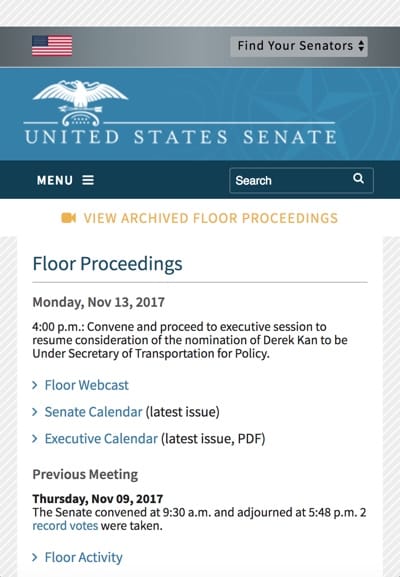 Find Your Senators
UNITED STATES SENATE
MENU
Search
VIEW ARCHIVED FLOOR PROCEEDINGS
Floor Proceedings
Monday, Nov 13, 2017
4:00 p.m.: Convene and proceed to executive session to
resume consideration of the nomination of Derek Kan to be
Under Secretary of Transportation for Policy.
Floor Webcast
Senate Calendar (latest issue)
Executive Calendar (latest issue, PDF)
Previous Meeting
Thursday, Nov 09, 2017
The Senate convened at 9:30 a.m. and adjourned at 5:48 p.m. 2
record votes were taken.
Floor Activity